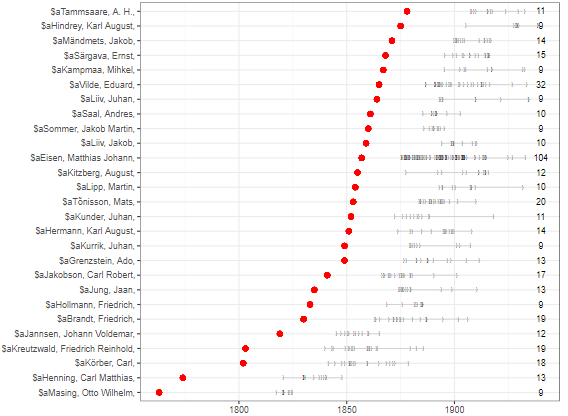 $aTammsaare, A. H., 11
$aHindrey, Karl August, 9
$aMändmets, Jakob, 14
$aSärgava, Ernst, 15
$aKampmaa, Mihkel, 9
$aVilde, Eduard, 32
$aLiiv, Juhan, 9
$aSaal, Andres, 10
$aSommer, Jakob Martin, 9
$aLiiv, Jakob, 10
$aEisen, Matthias Johann, 104
$aKitzberg, August, 12
$aLipp, Martin, 10
$aTõnisson, Mats, 20
$aKunder, Juhan, 11
$aHermann, Karl August, 14
$aKurrik, Juhan, 9
$aGrenzstein, Ado, 13
$aJakobson, Carl Robert, 17
$aJung, Jaan, 13
$aHollmann, Friedrich, 9
$aBrandt, Friedrich, 19
$aJannsen, Johann Voldemar, 12
$aKreutzwald, Friedrich Reinhold, 19
$aKörber, Carl, 18
$aHenning, Carl Matthias, 13
$aMasing, Otto Wilhelm, 9
1800 1850 1900